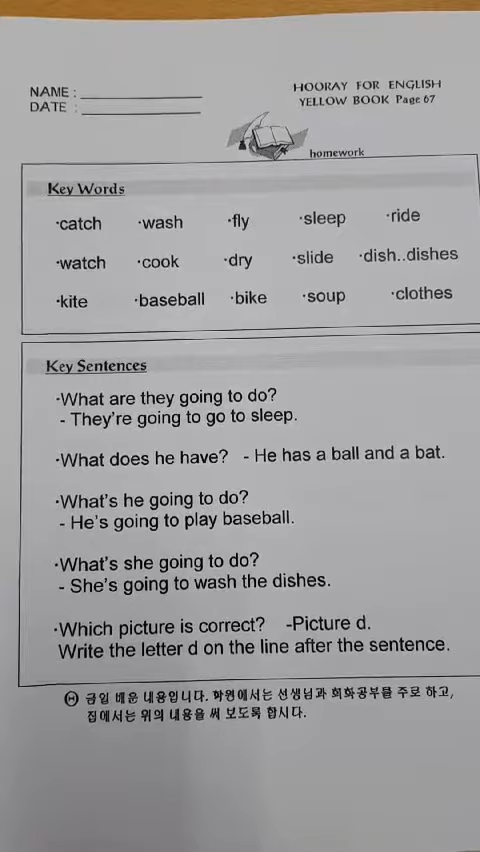 NAME : ____________
DATE : ____________
HOORAY FOR ENGLISH
YELLOW BOOK Page 67
homework
Key Words
·catch ·wash ·fly ·sleep ·ride
·watch ·cook ·dry ·slide ·dish..dishes
·kite ·baseball ·bike ·soup ·clothes
Key Sentences
·What are they going to do?
- They're going to go to sleep.
·What does he have? - He has a ball and a bat.
·What's he going to do?
- He's going to play baseball.
·What's she going to do?
- She's going to wash the dishes.
·Which picture is correct? -Picture d.
Write the letter d on the line after the sentence.
금일 배운 내용입니다. 학원에서는 선생님과 회화공부를 주로 하고,
집에서는 위의 내용을 써 보도록 합시다.